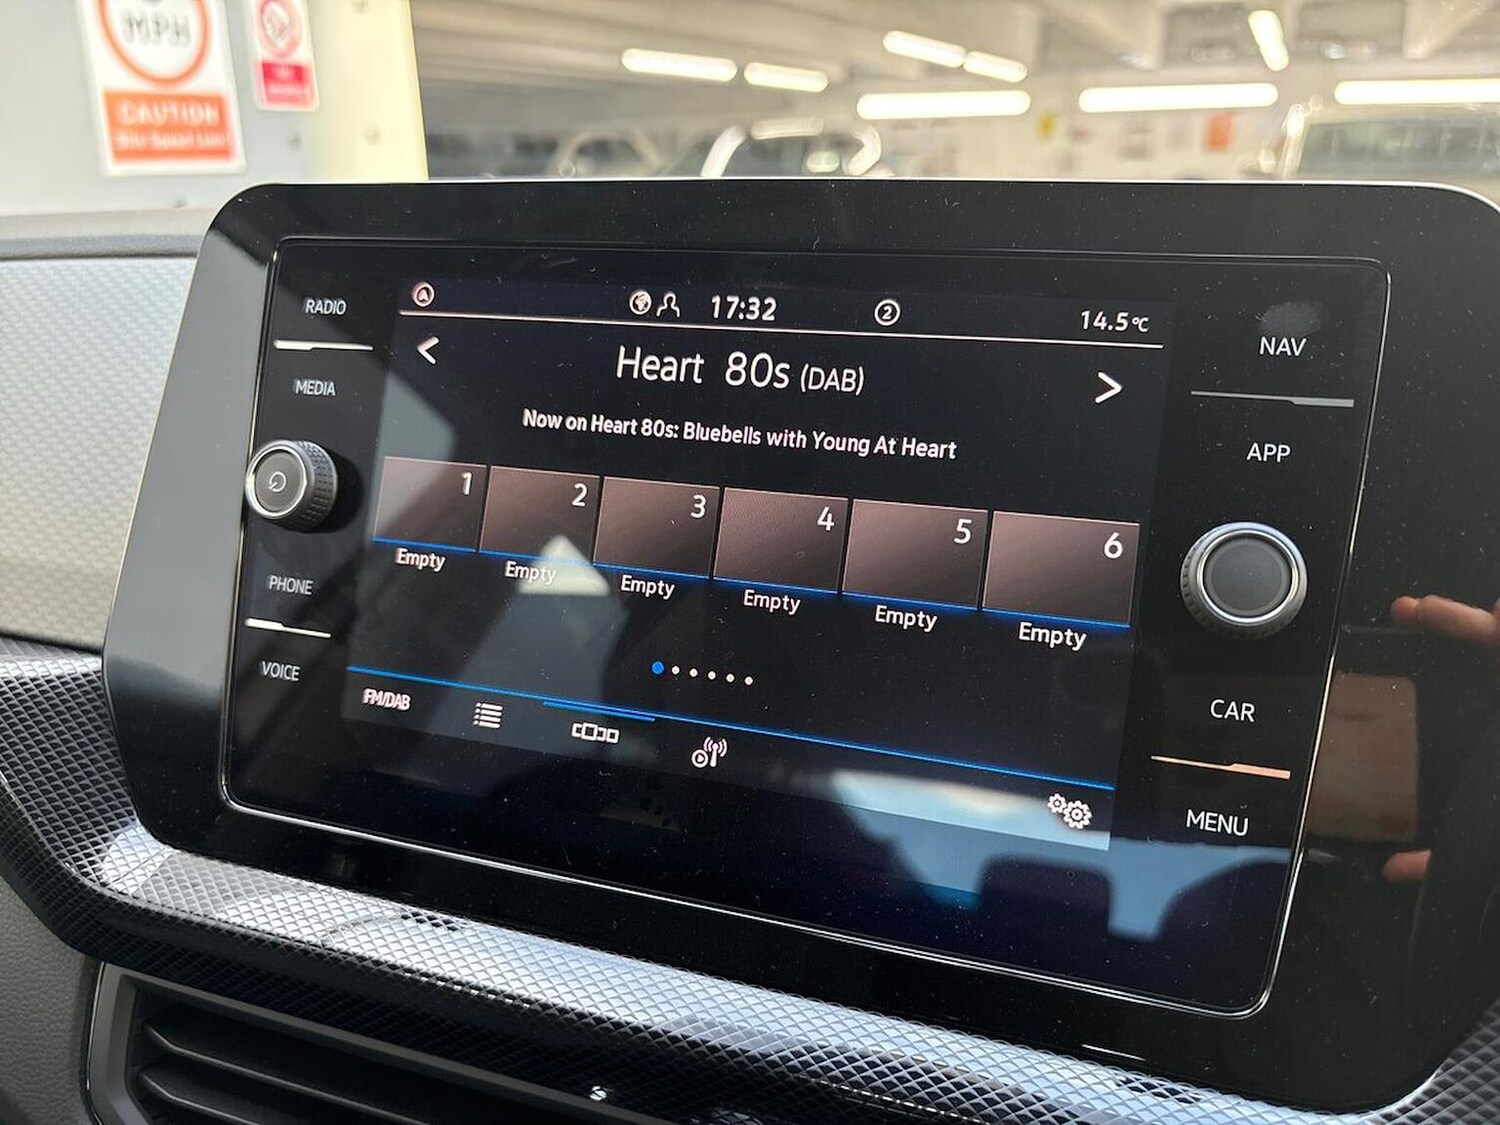 MPH
CAUTION
RADIO
MEDIA
PHONE
VOICE
17:32
2
14.5°C
Heart 80s (DAB)
Now on Heart 80s: Bluebells with Young At Heart
1 2 3 4 5 6
Empty Empty Empty Empty Empty Empty
FM/DAB
NAV
APP
CAR
MENU